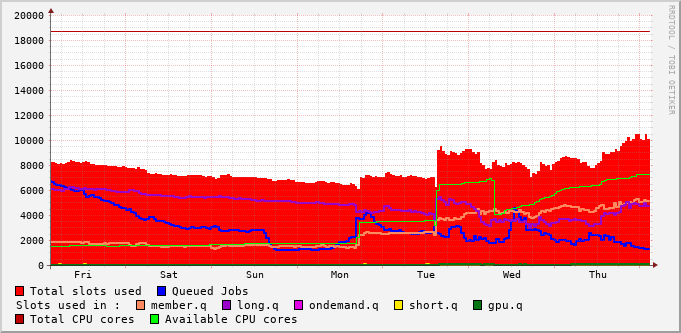 20000
18000
16000
14000
12000
10000
8000
6000
4000
2000
0
Fri Sat Sun Mon Tue Wed Thu
RRDTOOL / TOBI OETIKER
Total slots used Queued Jobs
Slots used in : member.q long.q ondemand.q short.q gpu.q
Total CPU cores Available CPU cores